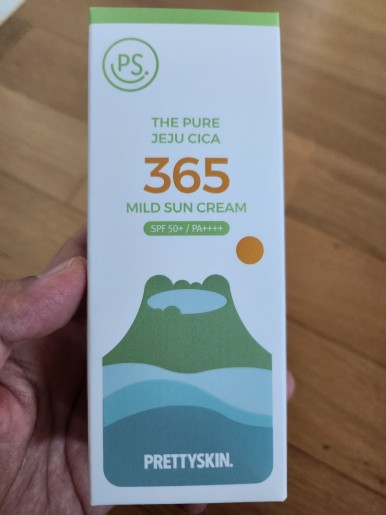 PS.
THE PURE
JEJU CICA
365
MILD SUN CREAM
SPF 50+ / PA++++
PRETTYSKIN.